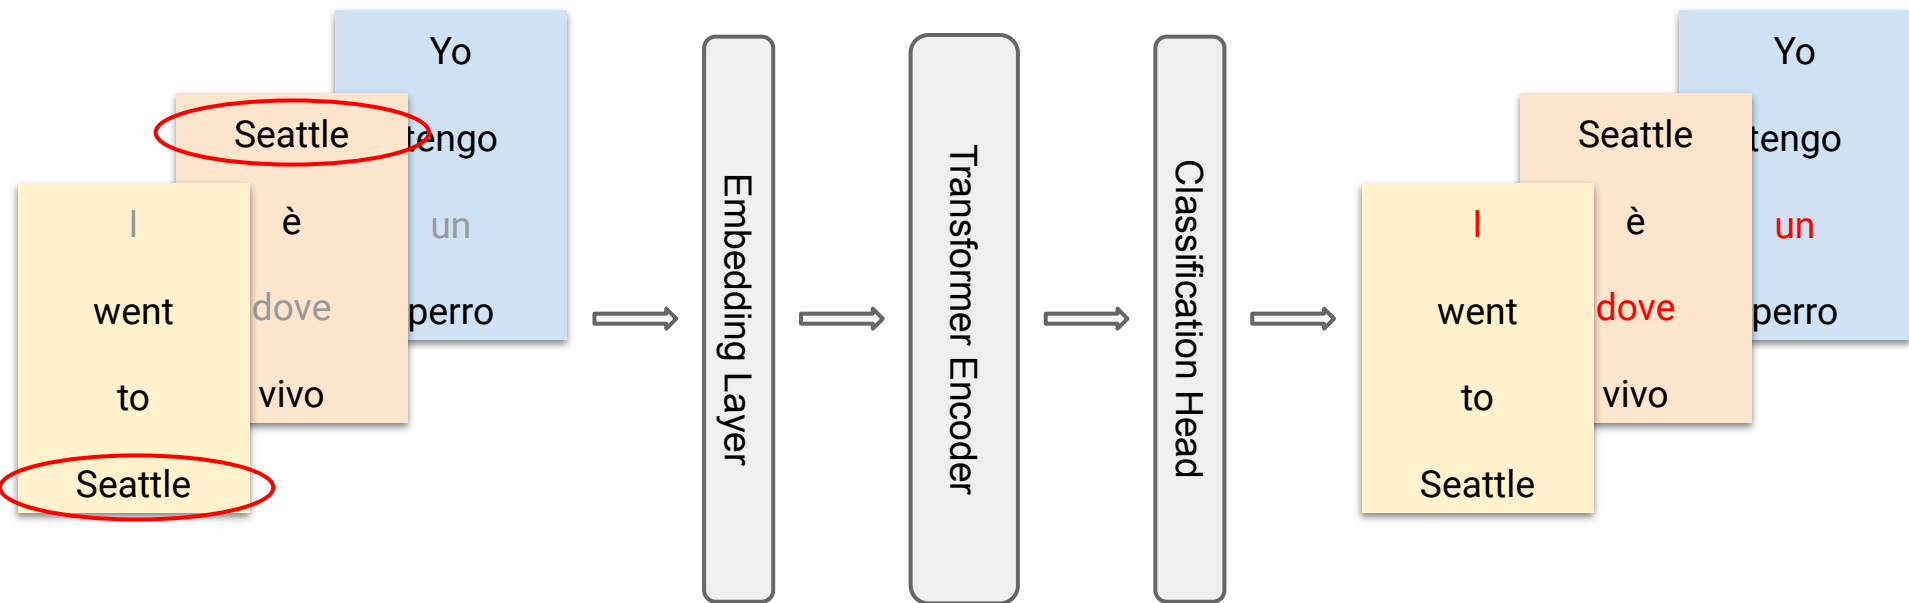 I
went
to
Seattle
Seattle
è
dove
vivo
Yo
tengo
un
perro
Embedding Layer
Transformer Encoder
Classification Head
I
went
to
Seattle
Seattle
è
dove
vivo
Yo
tengo
un
perro